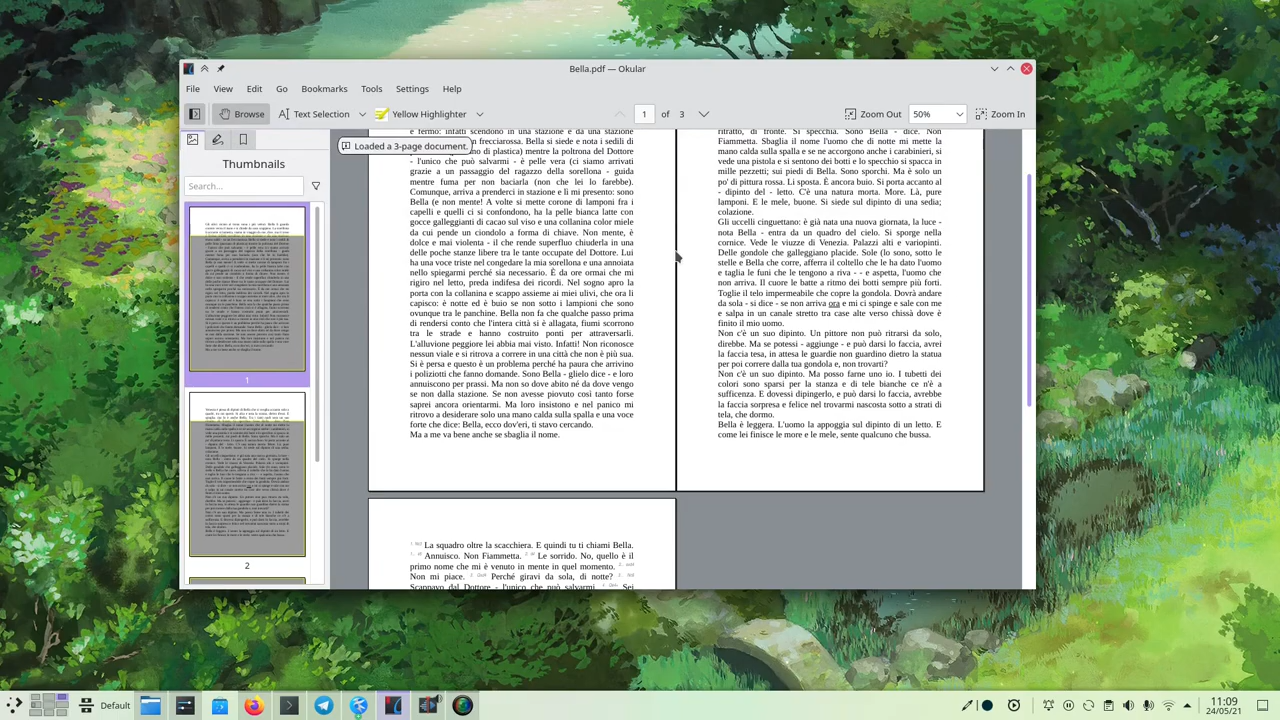 Bella.pdf — Okular
File View Edit Go Bookmarks Tools Settings Help
Browse Text Selection Yellow Highlighter 1 of 3 Zoom Out 50% Zoom In
Thumbnails
Search...
1
2
Loaded a 3-page document.
e fermo: infatti scendono in una stazione e da una stazione
n frecciarossa. Bella si siede e nota i sedili di
no di plastica) mentre la poltrona del Dottore
- l'unico che può salvarmi - è pelle vera (ci siamo arrivati
grazie a un passaggio del ragazzo della sorellona - guida
mentre fuma per non baciarla (non che lei lo farebbe).
Comunque, arriva a prenderci in stazione e lì mi presento: sono
Bella (e non mente! A volte si mette corone di lamponi fra i
capelli e quelli ci si confondono, ha la pelle bianca latte con
gocce galleggianti di cacao sul viso e una collanina color miele
da cui pende un ciondolo a forma di chiave. Non mente, è
dolce e mai violenta - il che rende superfluo chiuderla in una
delle poche stanze libere tra le tante occupate del Dottore. Lui
ha una voce triste nel congedare la mia sorellona e una annoiata
nello spiegarmi perché sia necessario. È da ore ormai che mi
rigiro nel letto, preda indifesa dei ricordi. Nel sogno apro la
porta con la collanina e scappo assieme ai miei ulivi, che ora li
capisco: è notte ed è buio se non sotto i lampioni che sono
ovunque tra le panchine. Bella non fa che qualche passo prima
di rendersi conto che l'intera città si è allagata, fiumi scorrono
tra le strade e hanno costruito ponti per attraversarli.
L'alluvione peggiore lei abbia mai visto. Infatti! Non riconosce
nessun viale e si ritrova a correre in una città che non è più sua.
Si è persa e questo è un problema perché ha paura che arrivino
i poliziotti che fanno domande. Sono Bella - glielo dice - e loro
annuiscono per prassi. Ma non so dove abito né da dove vengo
se non dalla stazione. Se non avesse piovuto così tanto forse
saprei ancora orientarmi. Ma loro insistono e nel panico mi
ritrovo a desiderare solo una mano calda sulla spalla e una voce
forte che dice: Bella, ecco dov'eri, ti stavo cercando.
Ma a me va bene anche se sbaglia il nome.
ritratto, di fronte. Si specchia. Sono Bella - dice. Non
Fiammetta. Sbaglia il nome l'uomo che di notte mi mette la
mano calda sulla spalla e se ne accorgono anche i carabinieri, si
vede una pistola e si sentono dei botti e lo specchio si spacca in
mille pezzetti; sui piedi di Bella. Sono sporchi. Ma è solo un
po' di pittura rossa. Li sposta. È ancora buio. Si porta accanto al
- dipinto del - letto. C'è una natura morta. More. Là, pure
lamponi. E le mele, buone. Si siede sul dipinto di una sedia;
colazione.
Gli uccelli cinguettano: è già nata una nuova giornata, la luce -
nota Bella - entra da un quadro del cielo. Si sporge nella
cornice. Vede le viuzze di Venezia. Palazzi alti e variopinti.
Delle gondole che galleggiano placide. Sole (lo sono, sotto le
stelle e Bella che corre, afferra il coltello che le ha dato l'uomo
e taglia le funi che le tengono a riva - - e aspetta, l'uomo che
non arriva. Il cuore le batte a ritmo dei botti sempre più forti.
Toglie il telo impermeabile che copre la gondola. Dovrà andare
da sola - si dice - se non arriva ora e mi ci spinge e sale con me
e salpa in un canale stretto tra case alte verso chissà dove è
finito il mio uomo.
Non c'è un suo dipinto. Un pittore non può ritrarsi da solo,
direbbe. Ma se potessi - aggiunge - e può darsi lo faccia, avrei
la faccia tesa, in attesa le guardie non guardino dietro la statua
per poi correre dalla tua gondola e, non trovarti?
Non c'è un suo dipinto. Ma posso farne uno io. I tubetti dei
colori sono sparsi per la stanza e di tele bianche ce n'è a
sufficenza. E dovessi dipingerlo, e può darsi lo faccia, avrebbe
la faccia sorpresa e felice nel trovarmi nascosta sotto a strati di
tela, che dormo.
Bella è leggera. L'uomo la appoggia sul dipinto di un letto. E
come lei finisce le more e le mele, sente qualcuno che bussa.
La squadro oltre la scacchiera. E quindi tu ti chiami Bella.
Annuisco. Non Fiammetta. Le sorrido. No, quello è il
primo nome che mi è venuto in mente in quel momento.
Non mi piace. Perché giravi da sola, di notte?
Scappavo dal Dottore - l'unico che può salvarmi. Sei
Default
11:09
24/05/21